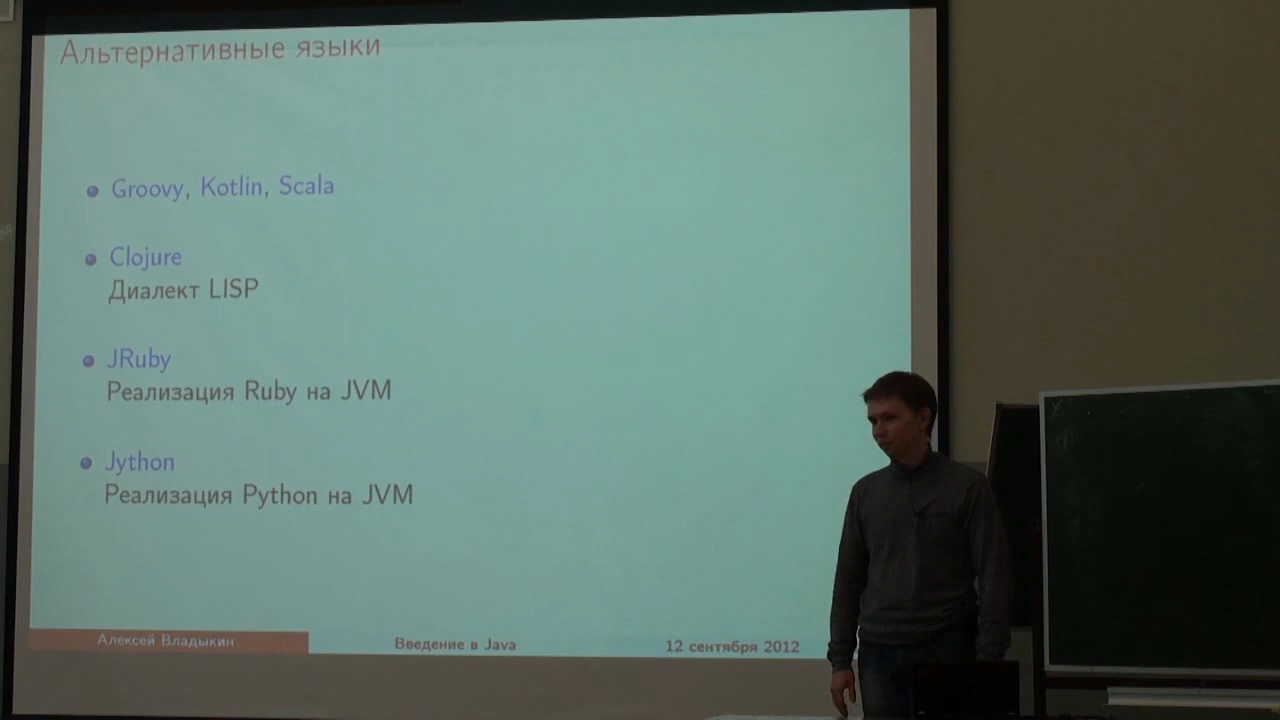 Альтернативные языки
Groovy, Kotlin, Scala
Clojure
Диалект LISP
JRuby
Реализация Ruby на JVM
Jython
Реализация Python на JVM
Алексей Владыкин
Введение в Java
12 сентября 2012